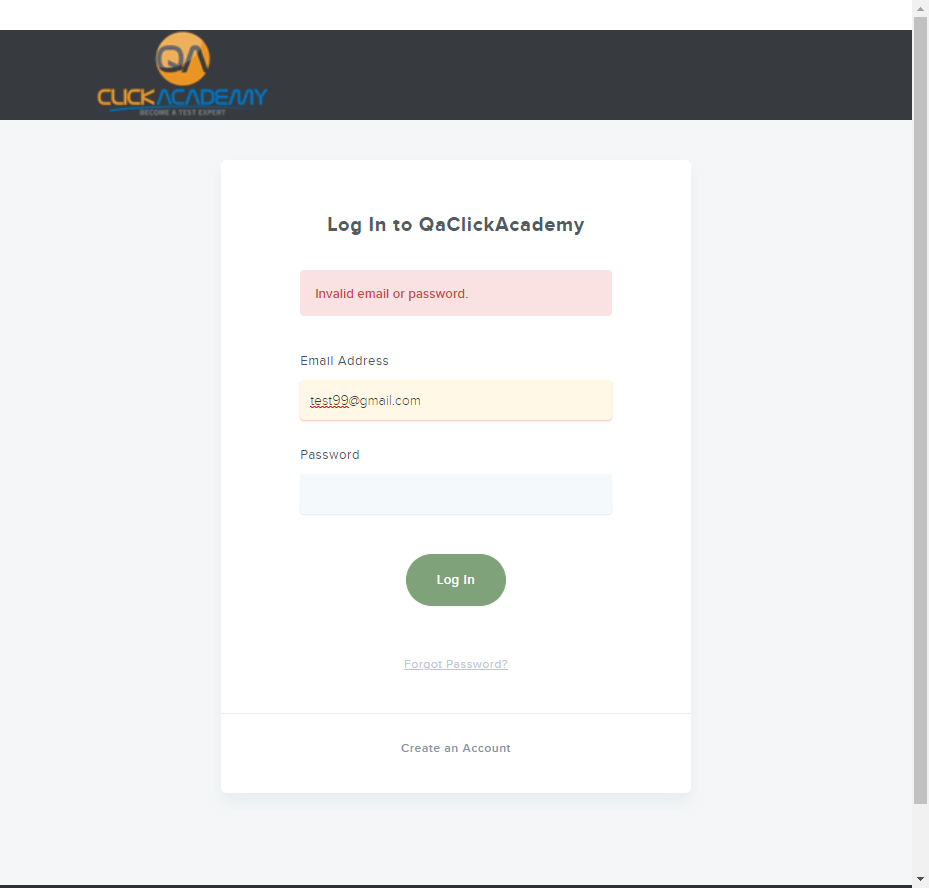 QA
CLICKACADEMY
BECOME A TEST EXPERT
Log In to QaClickAcademy
Invalid email or password.
Email Address
test99@gmail.com
Password
Log In
Forgot Password?
Create an Account